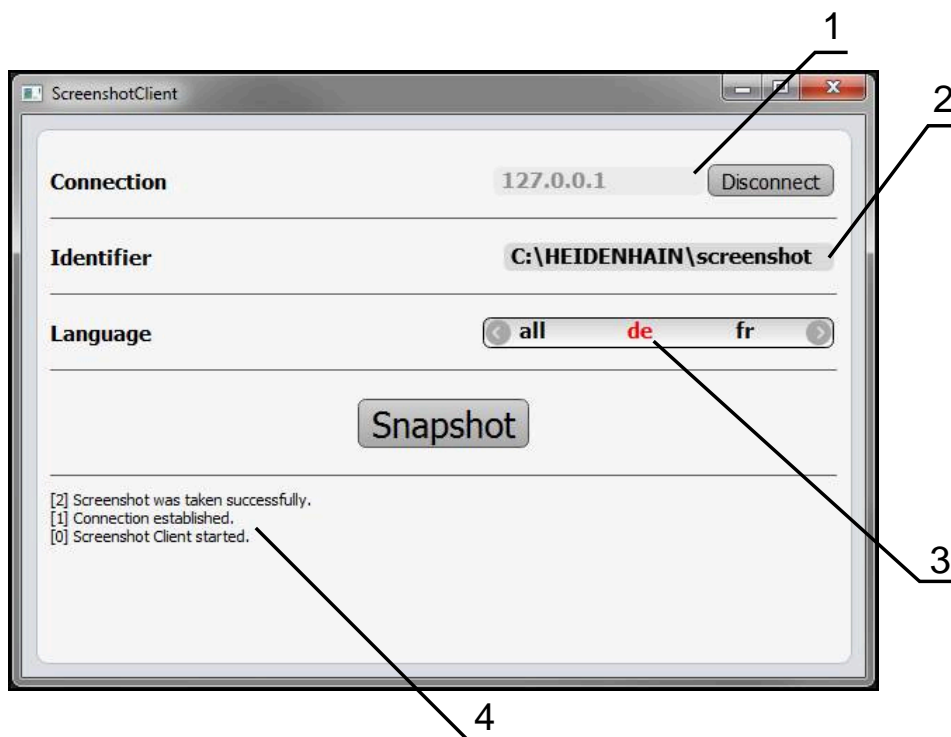 1
ScreenshotClient
2
Connection 127.0.0.1 Disconnect
Identifier C:\HEIDENHAIN\screenshot
Language all de fr
Snapshot
[2] Screenshot was taken successfully.
[1] Connection established.
[0] Screenshot Client started.
3
4